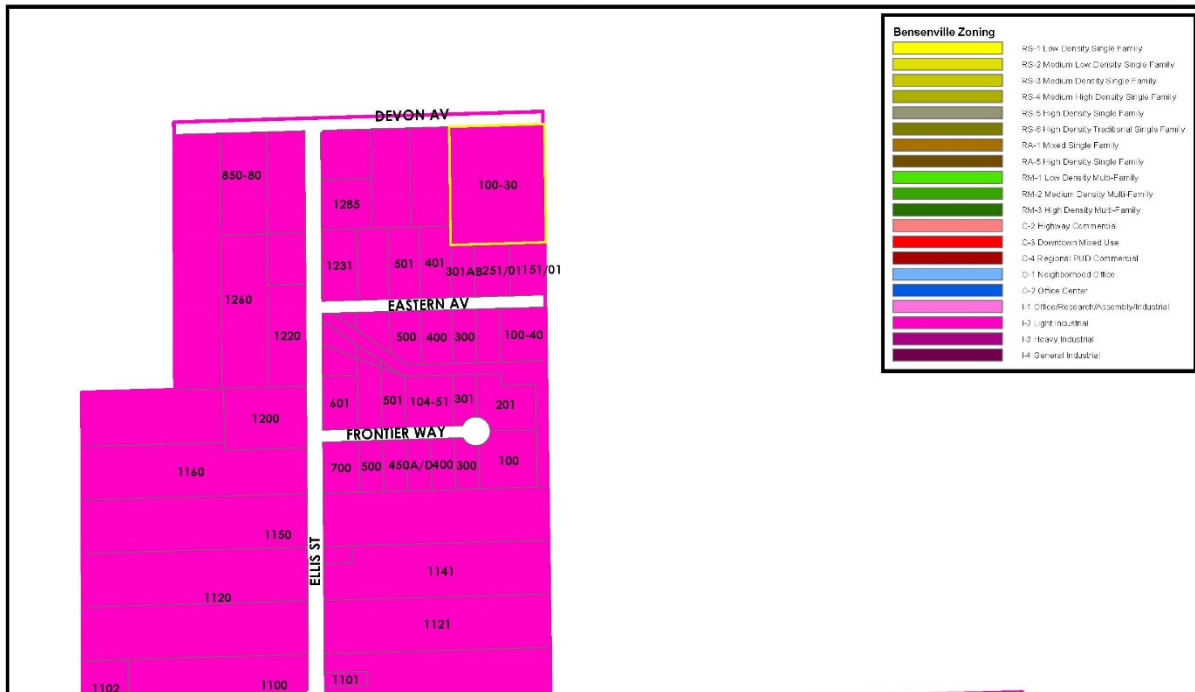 Bensenville Zoning
RS-1 Low Density Single Family
RS-2 Medium Low Density Single Family
RS-3 Medium Density Single Family
RS-4 Medium High Density Single Family
RS-5 High Density Single Family
RS-6 High Density Traditional Single Family
RA-1 Mixed Single Family
RA-5 High Density Single Family
RM-1 Low Density Multi-Family
RM-2 Medium Density Multi-Family
RM-3 High Density Multi-Family
C-2 Highway Commercial
C-3 Downtown Mixed Use
C-4 Regional PUD Commercial
O-1 Neighborhood Office
O-2 Office Center
I-1 Office/Research/Assembly/Industrial
I-2 Light Industrial
I-3 Heavy Industrial
I-4 General Industrial
DEVON AV
850-80
100-30
1285
1231
501
401
301AB
251/01
151/01
1260
EASTERN AV
1220
500
400
300
100-40
601
501
104-51
301
201
1200
FRONTIER WAY
1160
700
500
450A/D
400
300
100
1150
ELLIS ST
1141
1120
1121
1102
1100
1101